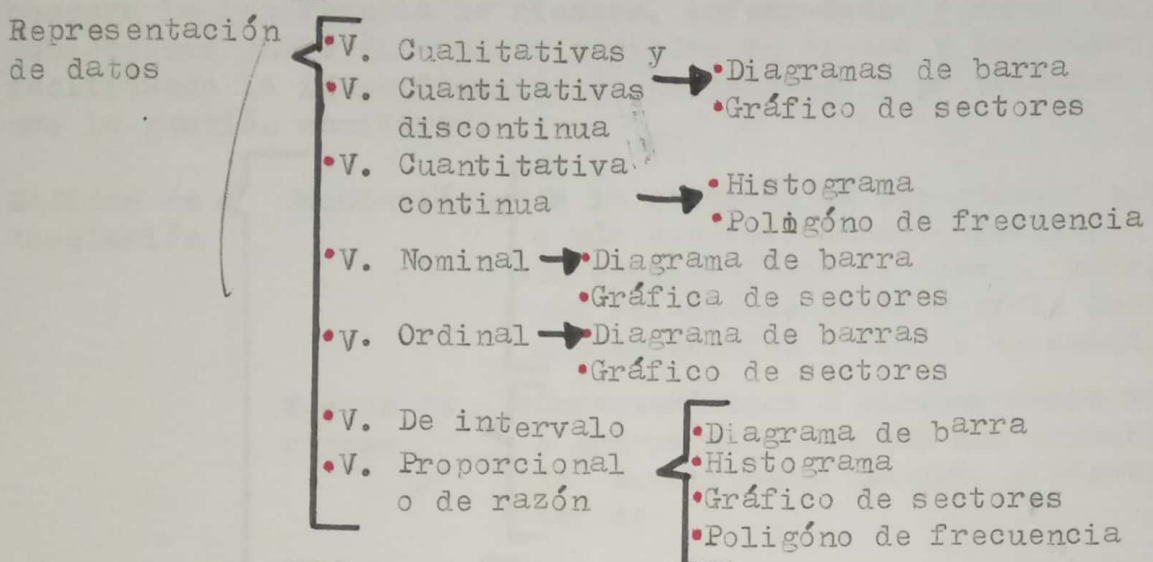 Representación
de datos
•V. Cualitativas y
•V. Cuantitativas
discontinua
•Diagramas de barra
•Gráfico de sectores
•V. Cuantitativa
continua
•Histograma
•Poligóno de frecuencia
•V. Nominal
•Diagrama de barra
•Gráfica de sectores
•V. Ordinal
•Diagrama de barras
•Gráfico de sectores
•V. De intervalo
•V. Proporcional
o de razón
•Diagrama de barra
•Histograma
•Gráfico de sectores
•Poligóno de frecuencia